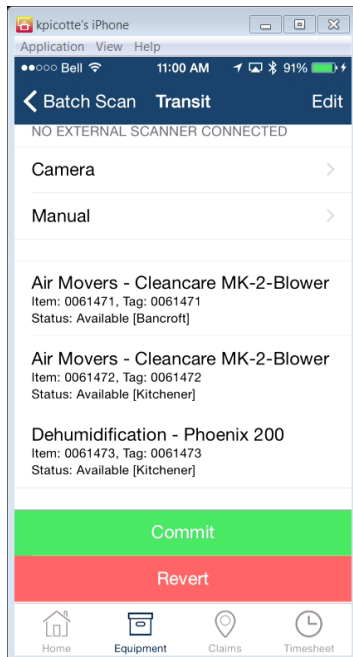 kpicotte's iPhone
Application View Help
Bell 11:00 AM 91%
Batch Scan Transit Edit
NO EXTERNAL SCANNER CONNECTED
Camera
Manual
Air Movers - Cleancare MK-2-Blower
Item: 0061471, Tag: 0061471
Status: Available [Bancroft]
Air Movers - Cleancare MK-2-Blower
Item: 0061472, Tag: 0061472
Status: Available [Kitchener]
Dehumidification - Phoenix 200
Item: 0061473, Tag: 0061473
Status: Available [Kitchener]
Commit
Revert
Home Equipment Claims Timesheet